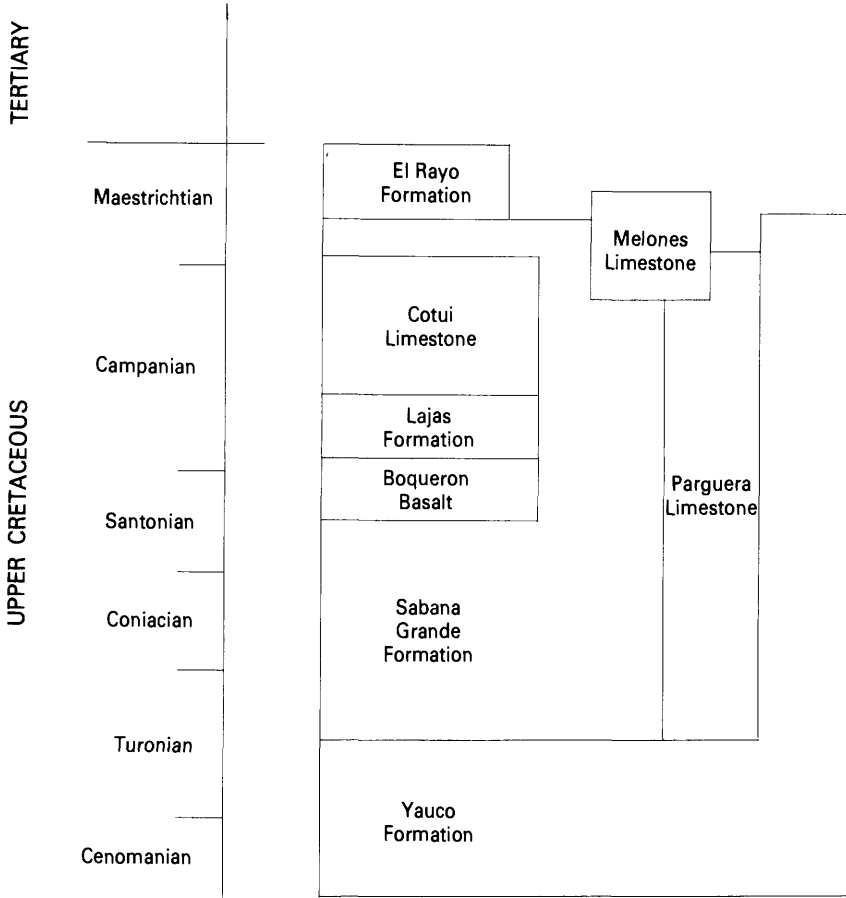 TERTIARY
UPPER CRETACEOUS
Maestrichtian
Campanian
Santonian
Coniacian
Turonian
Cenomanian
El Rayo
Formation
Melones
Limestone
Cotui
Limestone
Lajas
Formation
Boqueron
Basalt
Parguera
Limestone
Sabana
Grande
Formation
Yauco
Formation